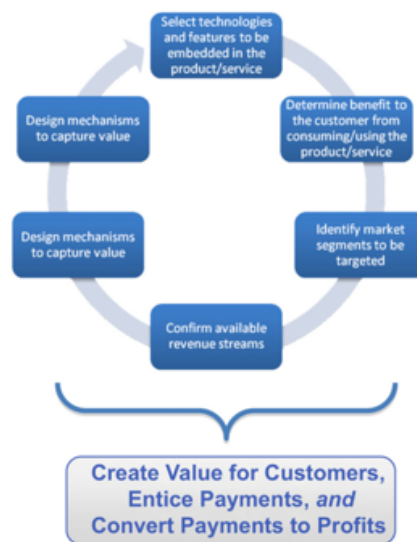 Select technologies
and features to be
embedded in the
product/service
Determine benefit to
the customer from
consuming/using the
product/service
Identify market
segments to be
targeted
Confirm available
revenue streams
Design mechanisms
to capture value
Design mechanisms
to capture value
Create Value for Customers,
Entice Payments, and
Convert Payments to Profits